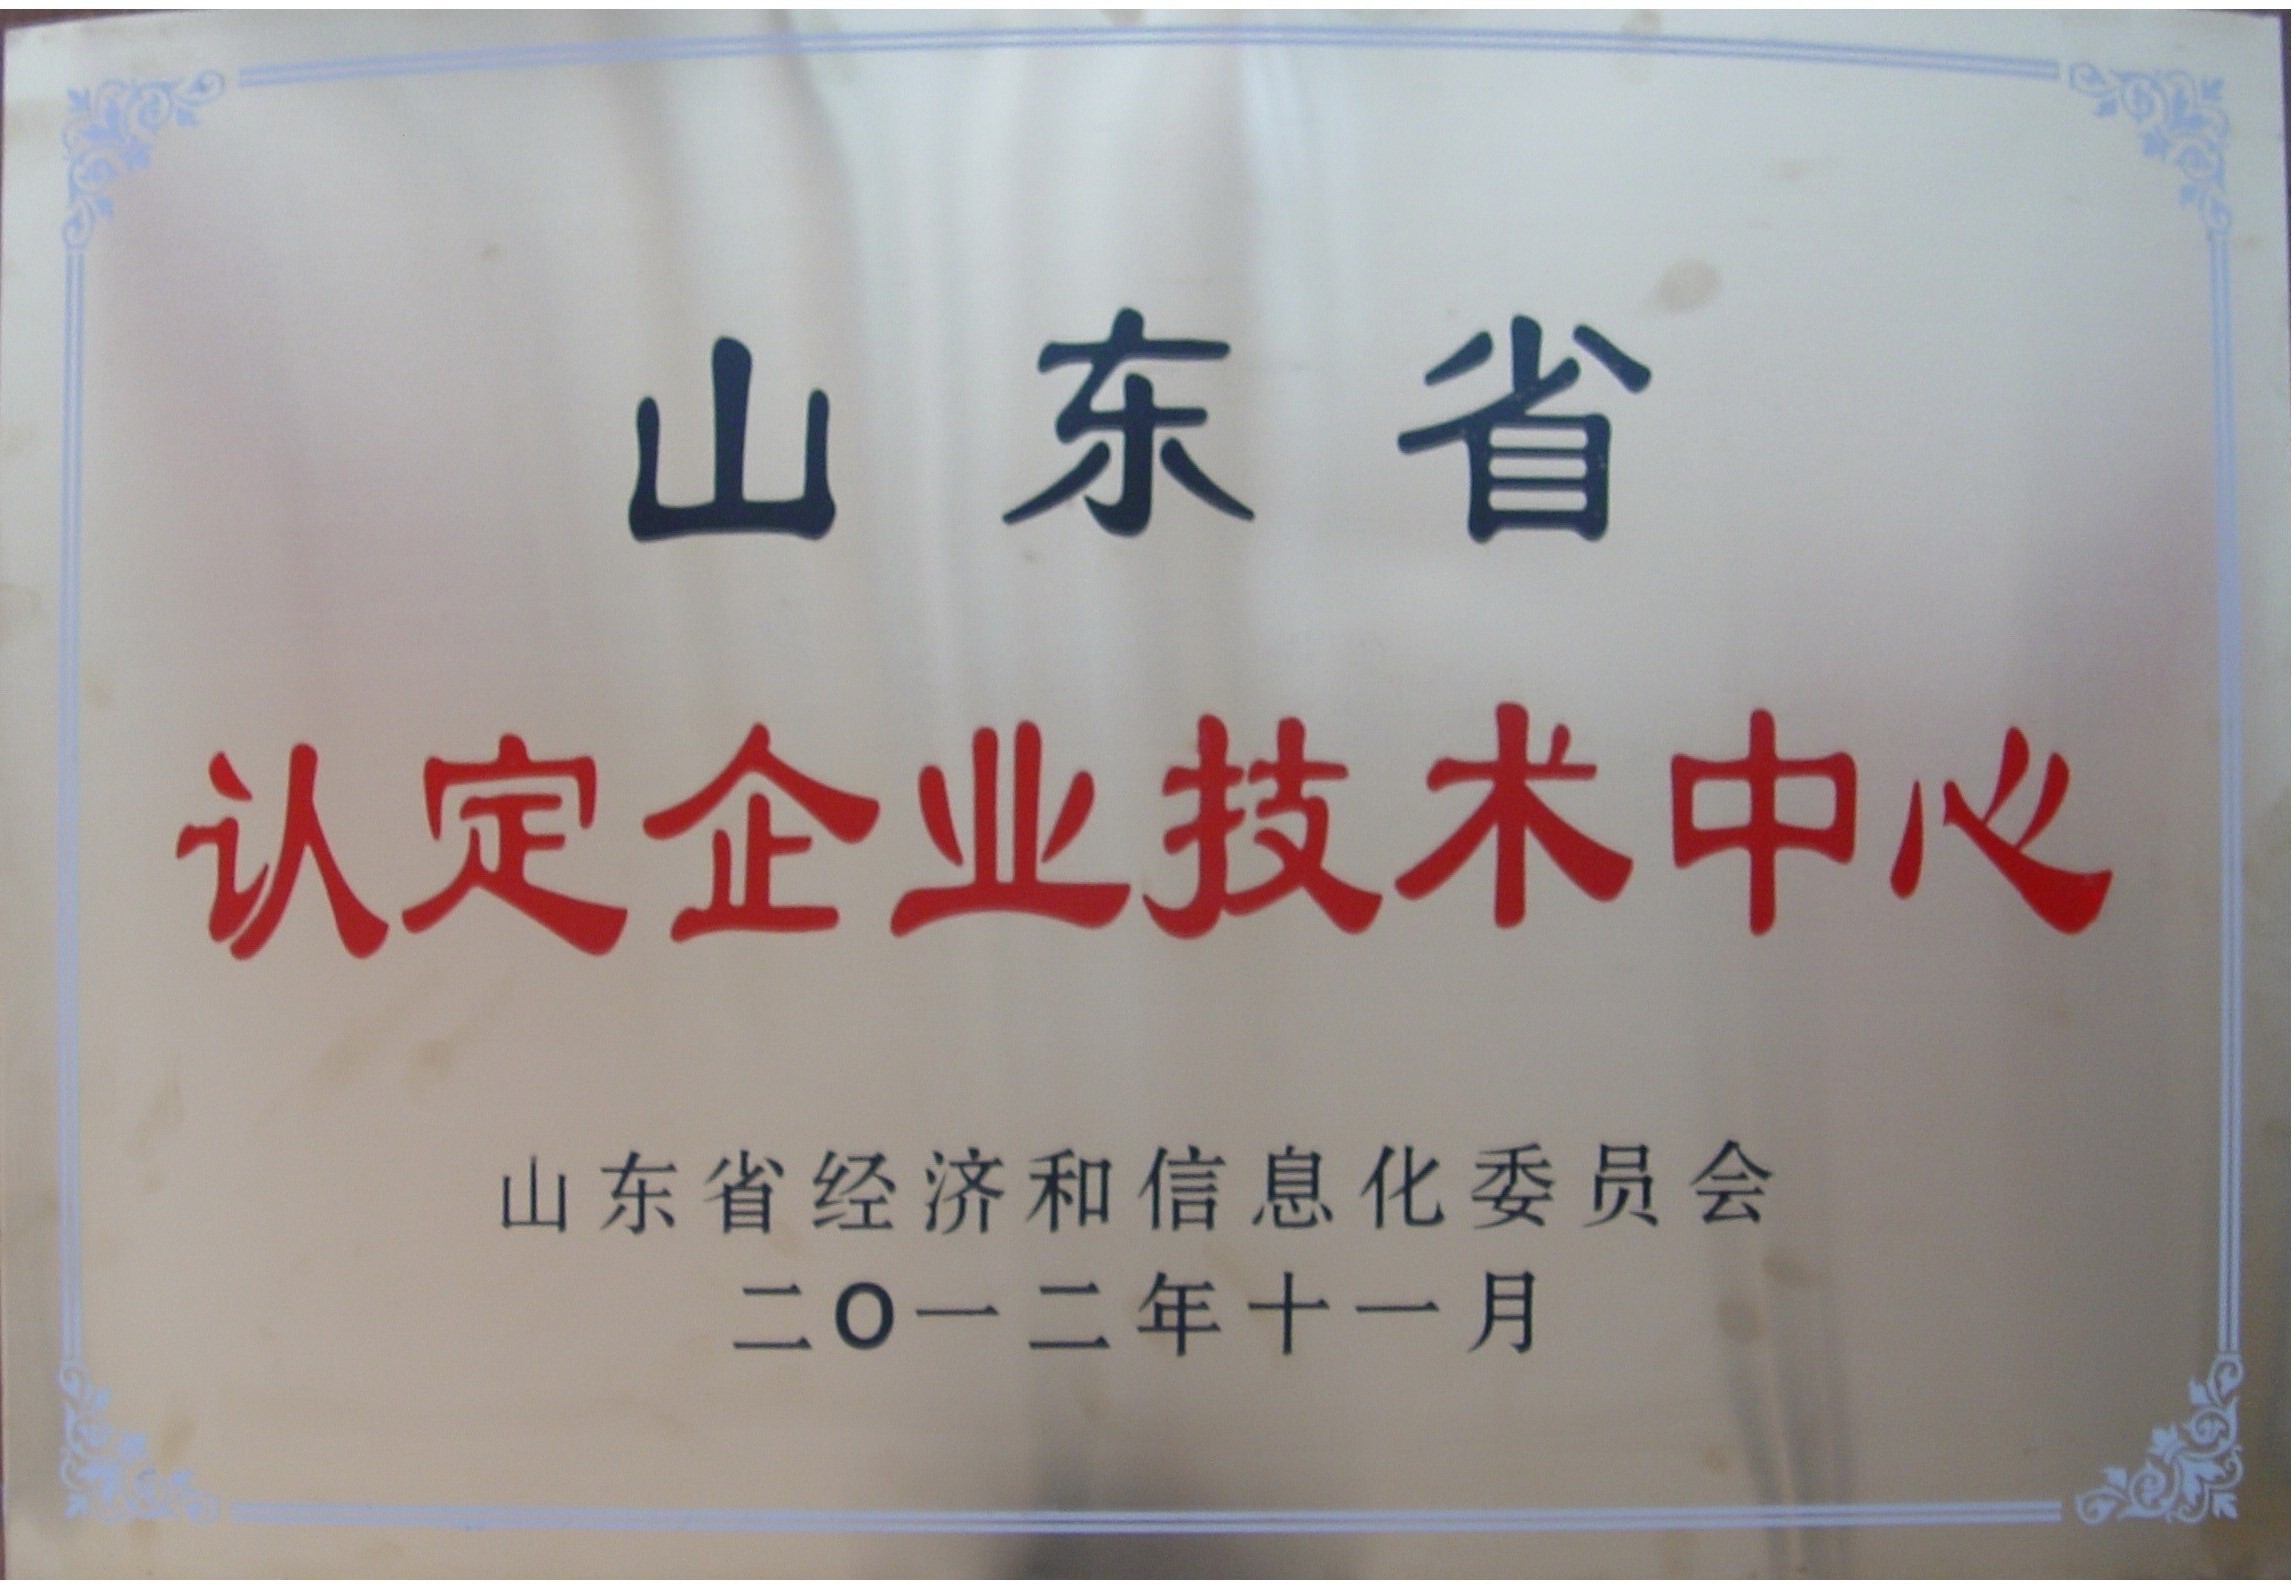 山东省
认定企业技术中心
山东省经济和信息化委员会
二O一二年十一月